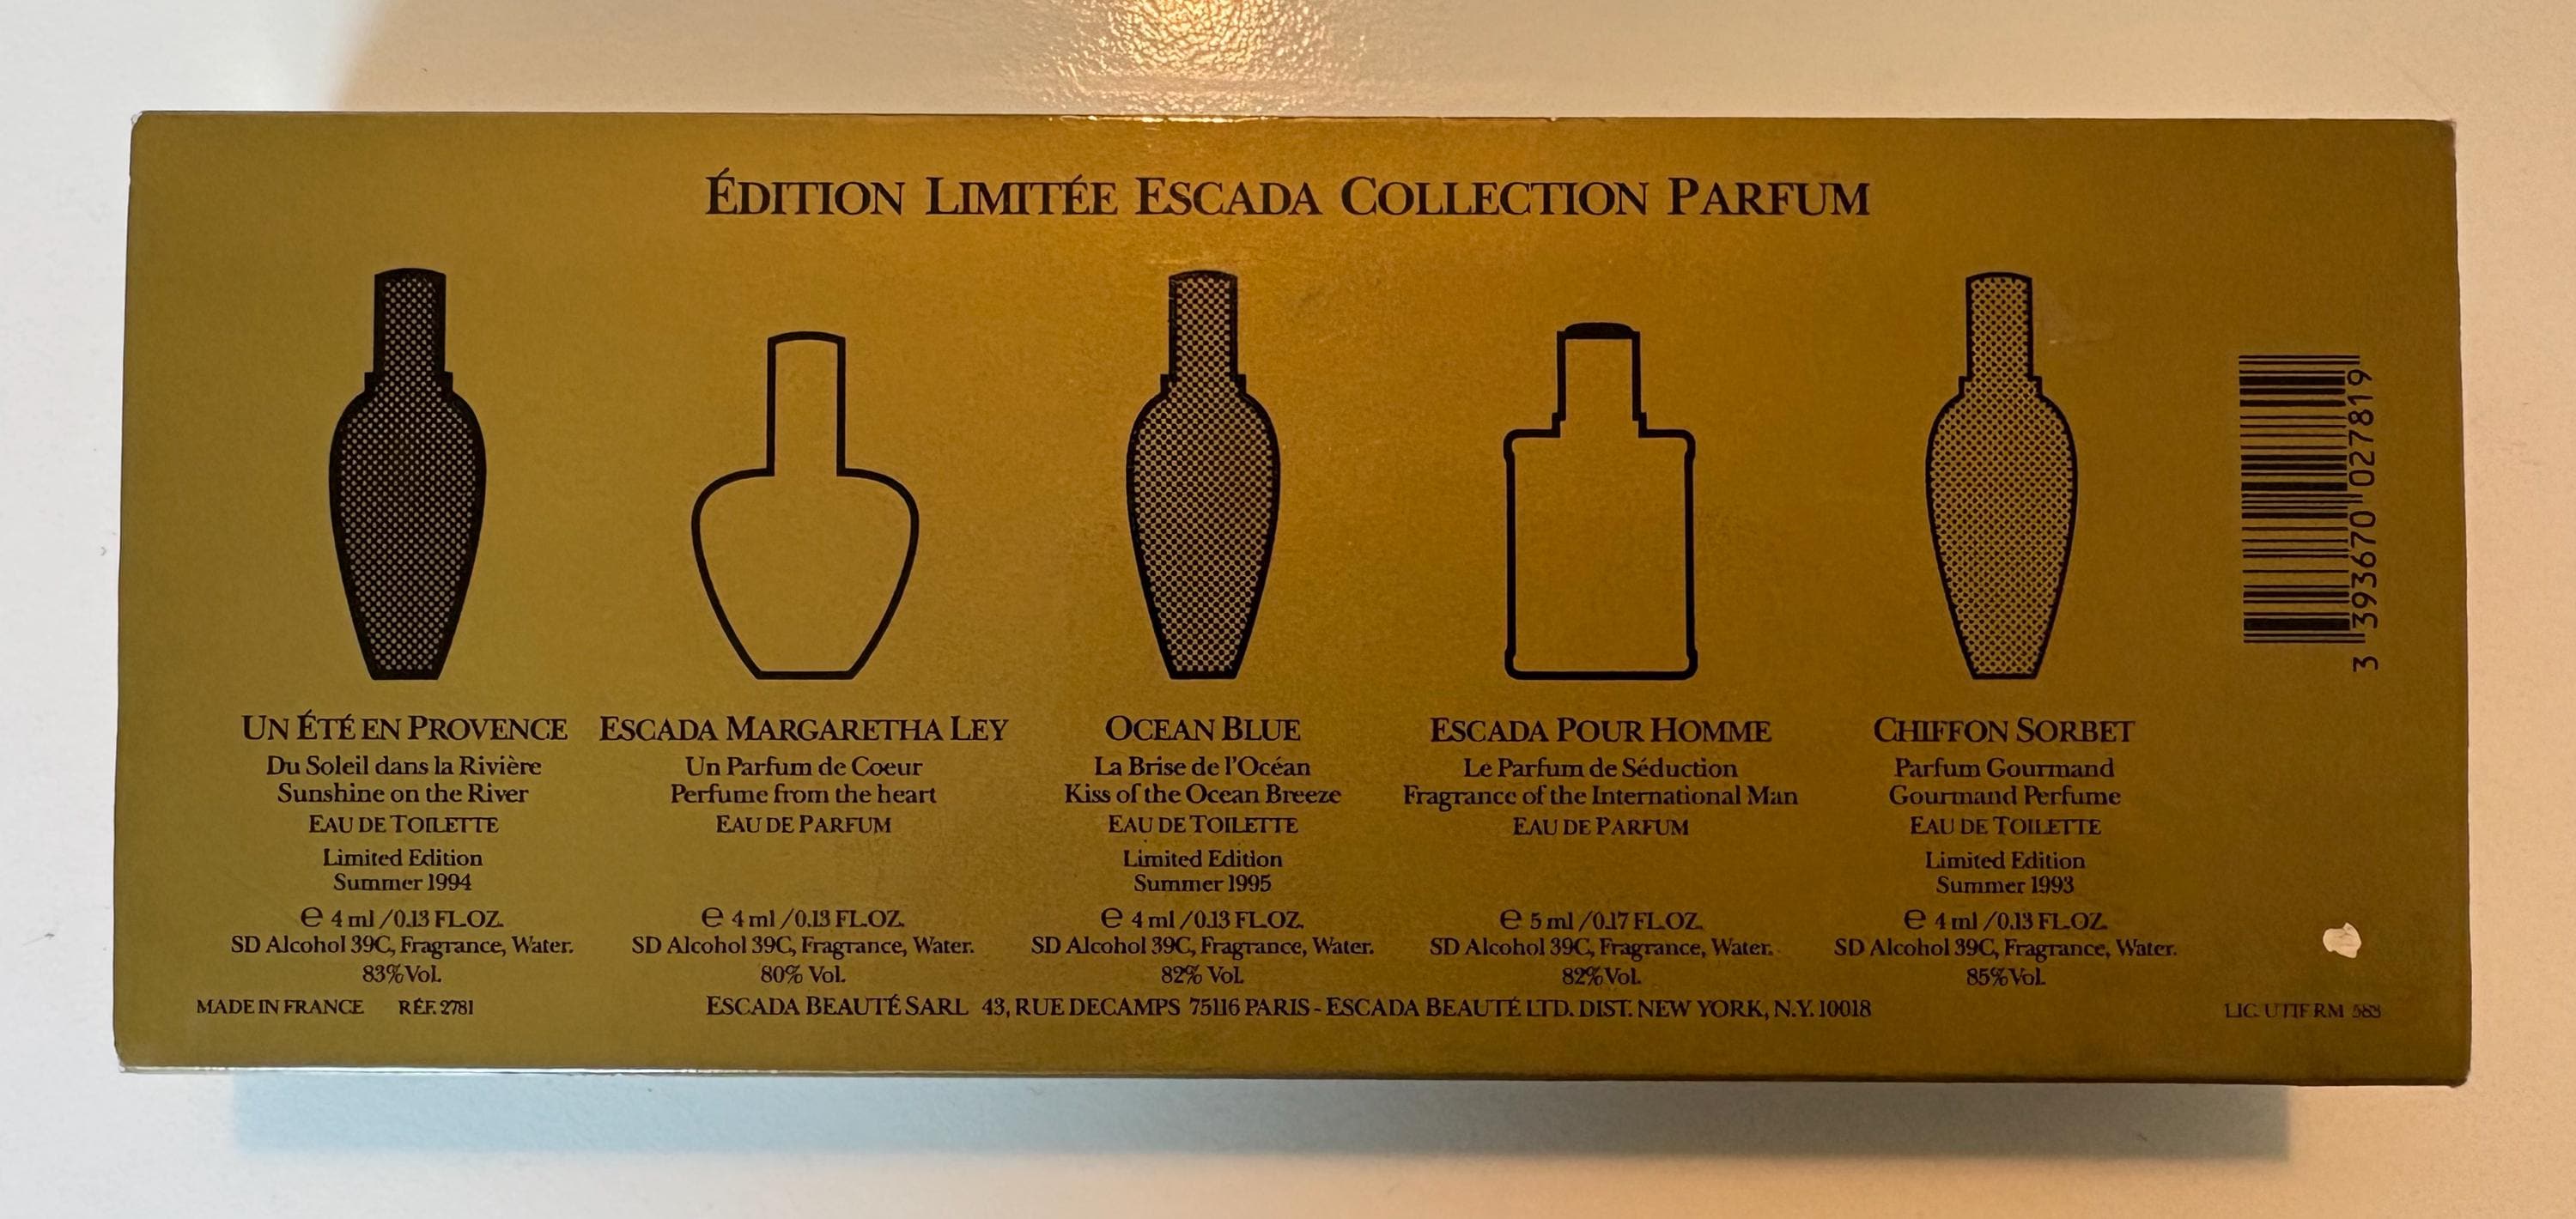 ÉDITION LIMITÉE ESCADA COLLECTION PARFUM
UN ÉTÉ EN PROVENCE
Du Soleil dans la Rivière
Sunshine on the River
EAU DE TOILETTE
Limited Edition
Summer 1994
e 4 ml /0.13 FL.OZ.
SD Alcohol 39C, Fragrance, Water.
83% Vol.
ESCADA MARGARETHA LEY
Un Parfum de Coeur
Perfume from the heart
EAU DE PARFUM
e 4 ml /0.13 FL.OZ.
SD Alcohol 39C, Fragrance, Water.
80% Vol.
OCEAN BLUE
La Brise de l'Océan
Kiss of the Ocean Breeze
EAU DE TOILETTE
Limited Edition
Summer 1995
e 4 ml /0.13 FL.OZ.
SD Alcohol 39C, Fragrance, Water.
82% Vol.
ESCADA POUR HOMME
Le Parfum de Séduction
Fragrance of the International Man
EAU DE PARFUM
e 5 ml /0.17 FL.OZ.
SD Alcohol 39C, Fragrance, Water.
82% Vol.
CHIFFON SORBET
Parfum Gourmand
Gourmand Perfume
EAU DE TOILETTE
Limited Edition
Summer 1993
e 4 ml /0.13 FL.OZ.
SD Alcohol 39C, Fragrance, Water.
85% Vol.
3 393670 027819
MADE IN FRANCE RÉF. 2781
ESCADA BEAUTÉ SARL 43, RUE DECAMPS 75116 PARIS - ESCADA BEAUTÉ LTD. DIST. NEW YORK, N.Y. 10018
LIC. UTIF RM